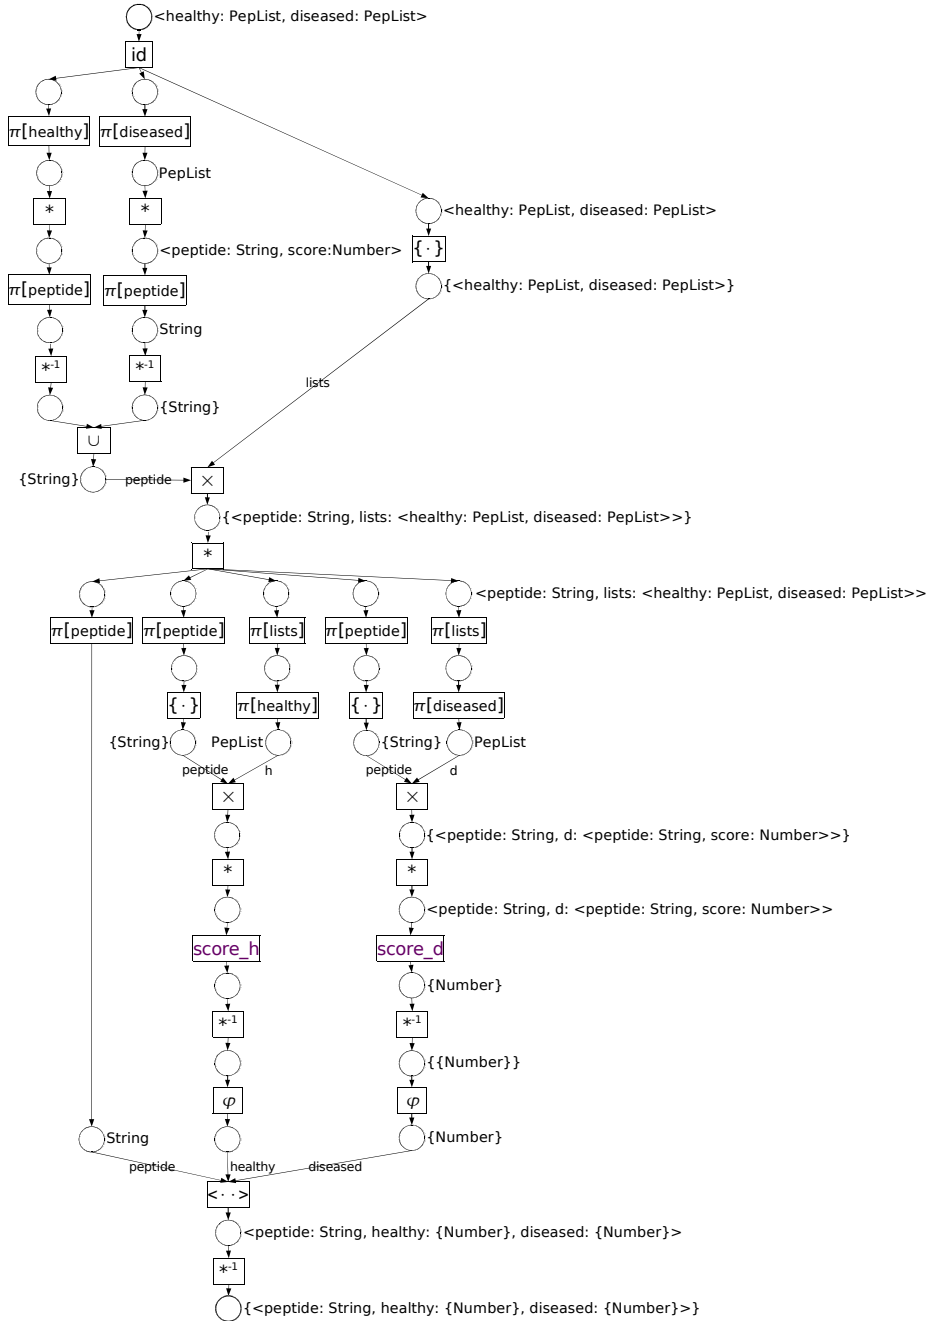 <healthy: PepList, diseased: PepList>
id
π[healthy] π[diseased]
PepList
* *
<healthy: PepList, diseased: PepList>
<peptide: String, score:Number>
{·}
π[peptide] π[peptide]
{<healthy: PepList, diseased: PepList>}
String
*-1 *-1
lists
{String}
∪
{String} peptide ×
{<peptide: String, lists: <healthy: PepList, diseased: PepList>>}
*
<peptide: String, lists: <healthy: PepList, diseased: PepList>>
π[peptide] π[peptide] π[lists] π[peptide] π[lists]
{·} π[healthy] {·} π[diseased]
{String} PepList {String} PepList
peptide h peptide d
× ×
{<peptide: String, d: <peptide: String, score: Number>>}
* *
<peptide: String, d: <peptide: String, score: Number>>
score_h score_d
{Number}
*-1 *-1
{{Number}}
φ φ
String {Number}
peptide healthy diseased
<··>
<peptide: String, healthy: {Number}, diseased: {Number}>
*-1
{<peptide: String, healthy: {Number}, diseased: {Number}>}